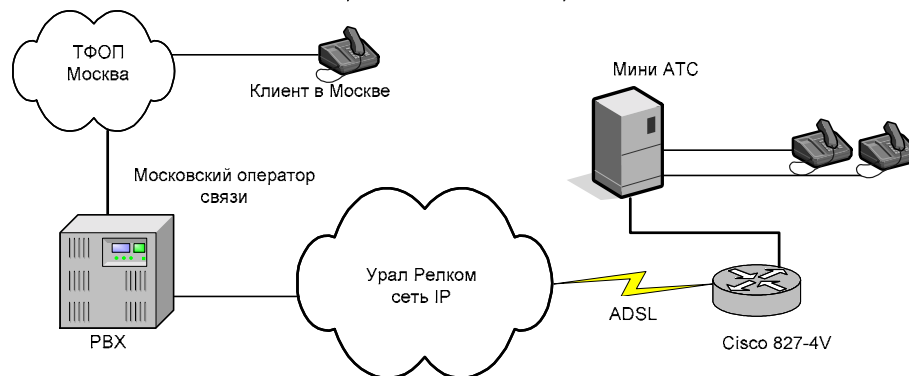 ТФОП
Москва
Клиент в Москве
Мини АТС
Московский оператор
связи
Урал Релком
сеть IP
ADSL
PBX
Cisco 827-4V